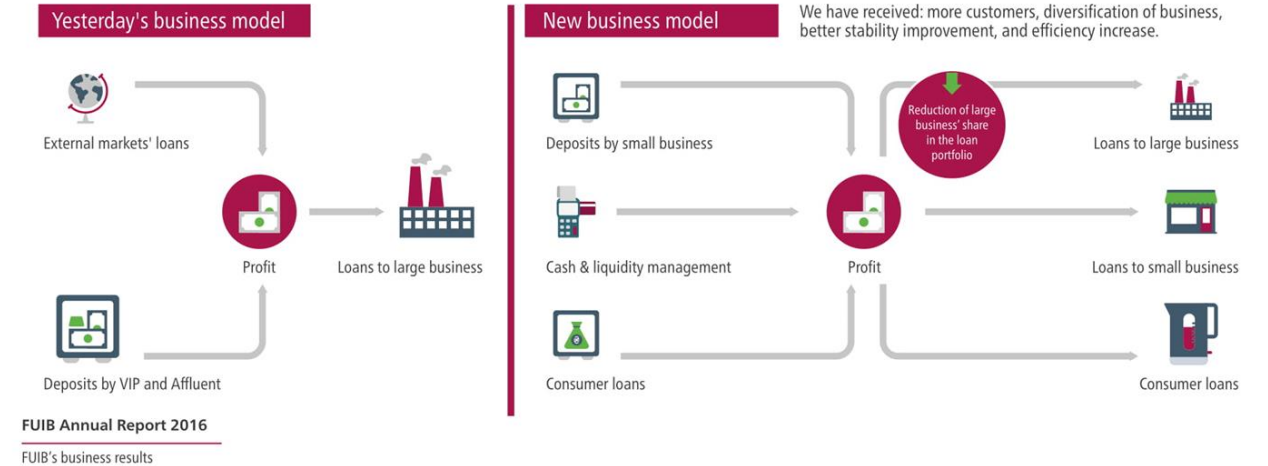 Yesterday's business model
External markets' loans
Profit
Loans to large business
Deposits by VIP and Affluent
New business model
We have received: more customers, diversification of business,
better stability improvement, and efficiency increase.
Deposits by small business
Reduction of large
business’ share
in the loan
portfolio
Loans to large business
Cash & liquidity management
Profit
Loans to small business
Consumer loans
Consumer loans
FUIB Annual Report 2016
FUIB’s business results